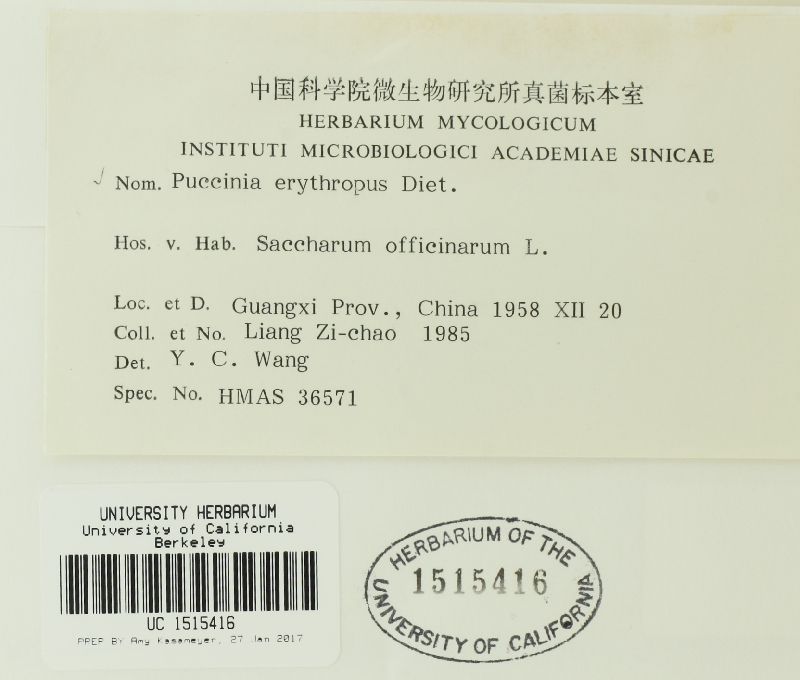 中国科学院微生物研究所真菌标本室
HERBARIUM MYCOLOGICUM
INSTITUTI MICROBIOLOGICI ACADEMIAE SINICAE
Nom. Puccinia erythropus Diet.
Hos. v. Hab. Saccharum officinarum L.
Loc. et D. Guangxi Prov., China 1958 XII 20
Coll. et No. Liang Zi-chao 1985
Det. Y. C. Wang
Spec. No. HMAS 36571
UNIVERSITY HERBARIUM
University of California
Berkeley
UC 1515416
PREP BY Amy Kasameyer, 27 Jan 2017
HERBARIUM OF THE
1515416
UNIVERSITY OF CALIFORNIA